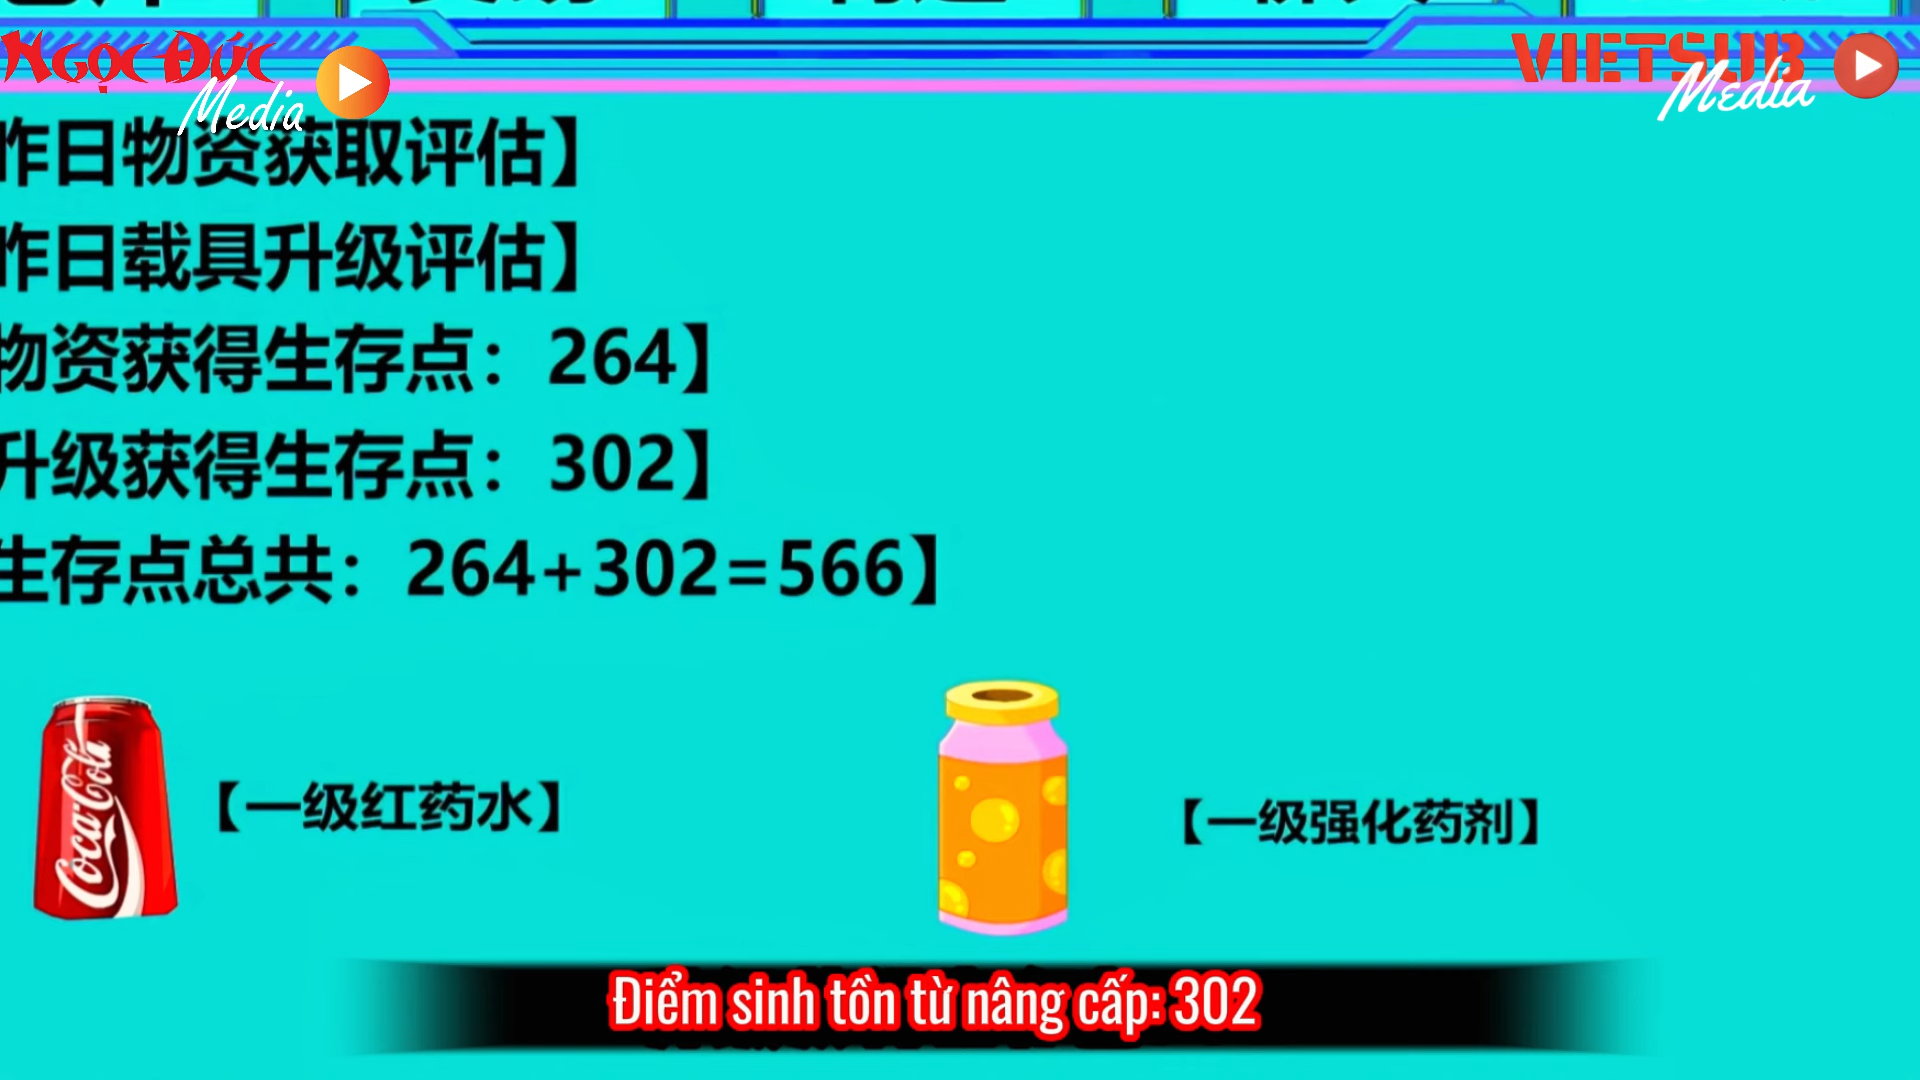 Ngọc Đức
Media
VIETSUB
Media
昨日物资获取评估】
昨日载具升级评估】
物资获得生存点：264】
升级获得生存点：302】
生存点总共：264+302=566】
Coca-Cola
【一级红药水】
【一级强化药剂】
Điểm sinh tồn từ nâng cấp: 302